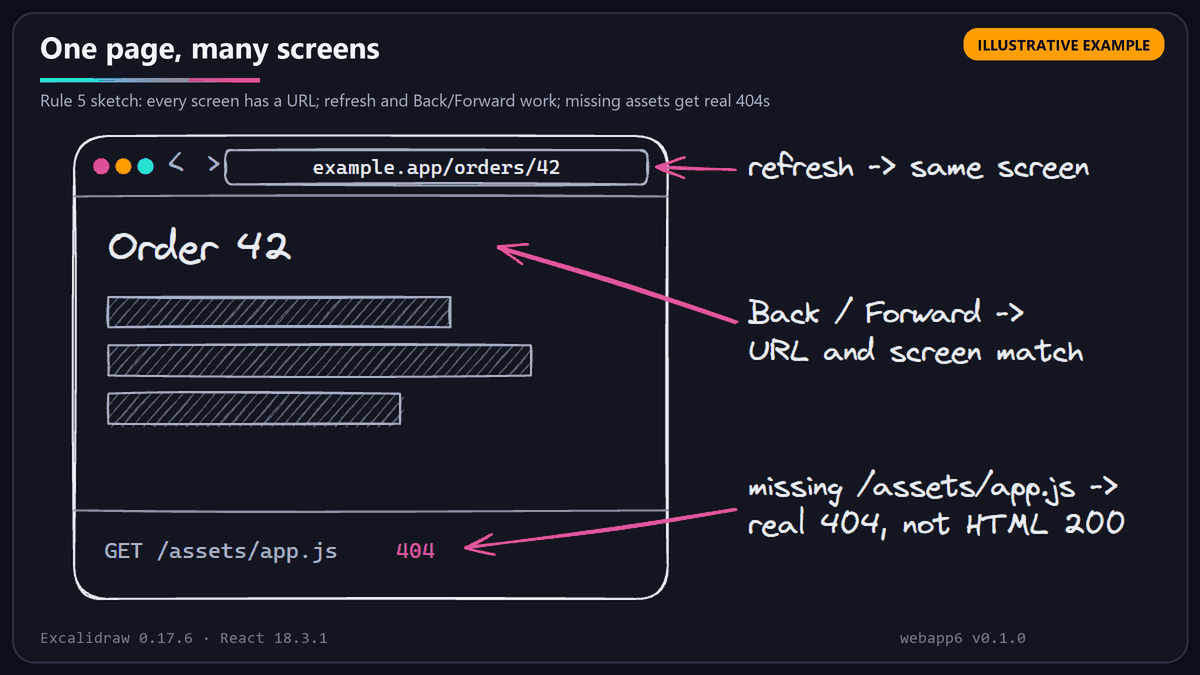 One page, many screens
ILLUSTRATIVE EXAMPLE
Rule 5 sketch: every screen has a URL; refresh and Back/Forward work; missing assets get real 404s
< >
example.app/orders/42
refresh -> same screen
Order 42
Back / Forward ->
URL and screen match
missing /assets/app.js ->
real 404, not HTML 200
GET /assets/app.js 404
Excalidraw 0.17.6 · React 18.3.1
webapp6 v0.1.0